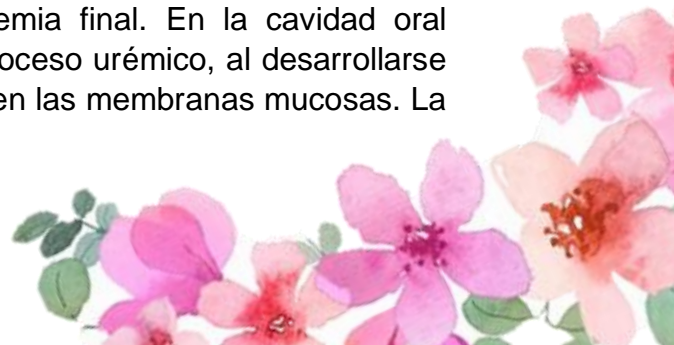 emia final. En la cavidad oral
oceso urémico, al desarrollarse
en las membranas mucosas. La